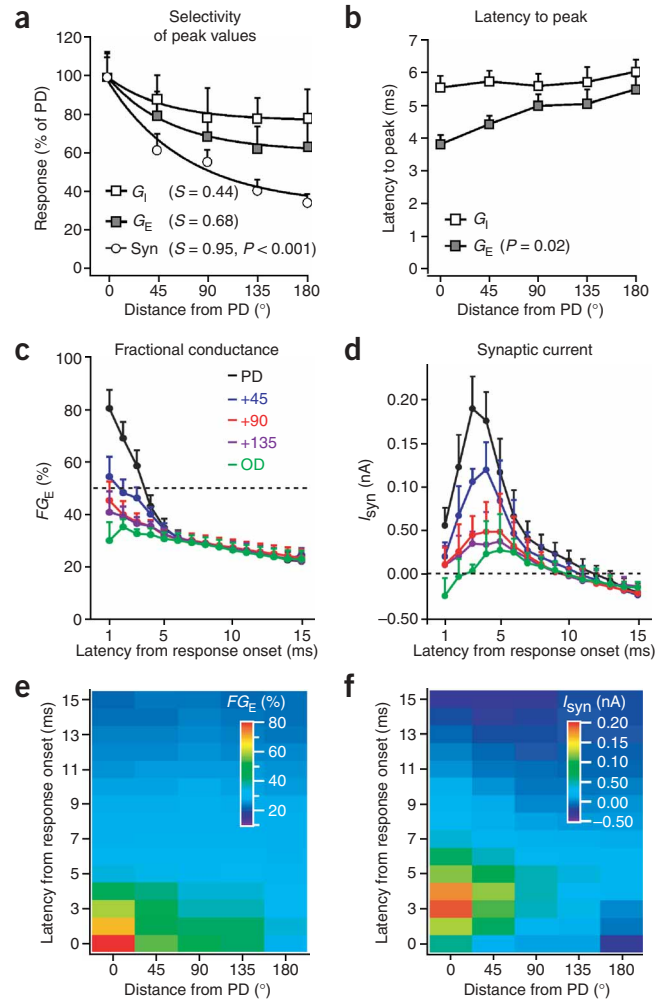 a
Selectivity
of peak values
Response (% of PD)
120
100
80
60
40
20
0
G_I (S = 0.44)
G_E (S = 0.68)
Syn (S = 0.95, P < 0.001)
0 45 90 135 180
Distance from PD (°)
b
Latency to peak
Latency to peak (ms)
7
6
5
4
3
2
1
0
G_I
G_E (P = 0.02)
0 45 90 135 180
Distance from PD (°)
c
Fractional conductance
FG_E (%)
100
80
60
40
20
0
PD
+45
+90
+135
OD
1 5 10 15
Latency from response onset (ms)
d
Synaptic current
I_syn (nA)
0.20
0.15
0.10
0.50
0.00
–0.50
1 5 10 15
Latency from response onset (ms)
e
Latency from response onset (ms)
15
13
11
9
7
5
3
0
FG_E (%)
80
60
40
20
0 45 90 135 180
Distance from PD (°)
f
Latency from response onset (ms)
15
13
11
9
7
5
3
0
I_syn (nA)
0.20
0.15
0.10
0.50
0.00
–0.50
0 45 90 135 180
Distance from PD (°)